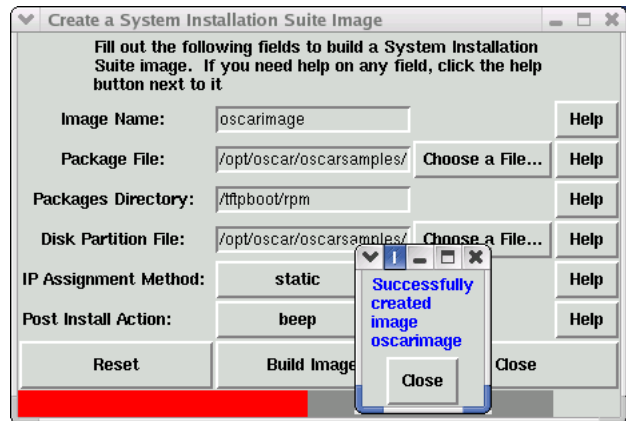 Create a System Installation Suite Image
Fill out the following fields to build a System Installation
Suite image. If you need help on any field, click the help
button next to it
Image Name: oscarimage Help
Package File: /opt/oscar/oscarsamples/ Choose a File... Help
Packages Directory: /tftpboot/rpm Help
Disk Partition File: /opt/oscar/oscarsamples/ Choose a File... Help
IP Assignment Method: static Help
Post Install Action: beep Help
Reset Build Image Close
I
Successfully
created
image
oscarimage
Close